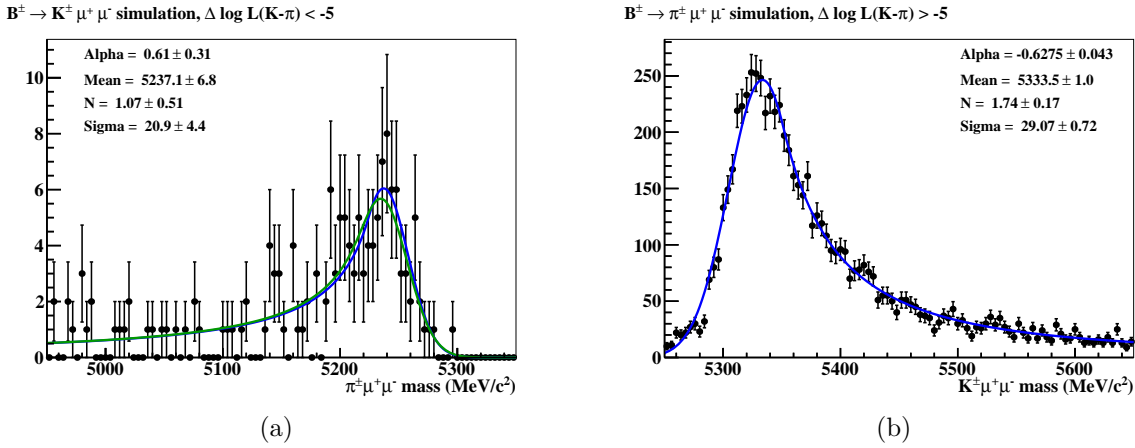 B± → K± μ+ μ- simulation, Δ log L(K-π) < -5
Alpha = 0.61 ± 0.31
Mean = 5237.1 ± 6.8
N = 1.07 ± 0.51
Sigma = 20.9 ± 4.4
10
8
6
4
2
0
5000 5100 5200 5300
π±μ+μ- mass (MeV/c²)
(a)
B± → π± μ+ μ- simulation, Δ log L(K-π) > -5
Alpha = -0.6275 ± 0.043
Mean = 5333.5 ± 1.0
N = 1.74 ± 0.17
Sigma = 29.07 ± 0.72
250
200
150
100
50
0
5300 5400 5500 5600
K±μ+μ- mass (MeV/c²)
(b)